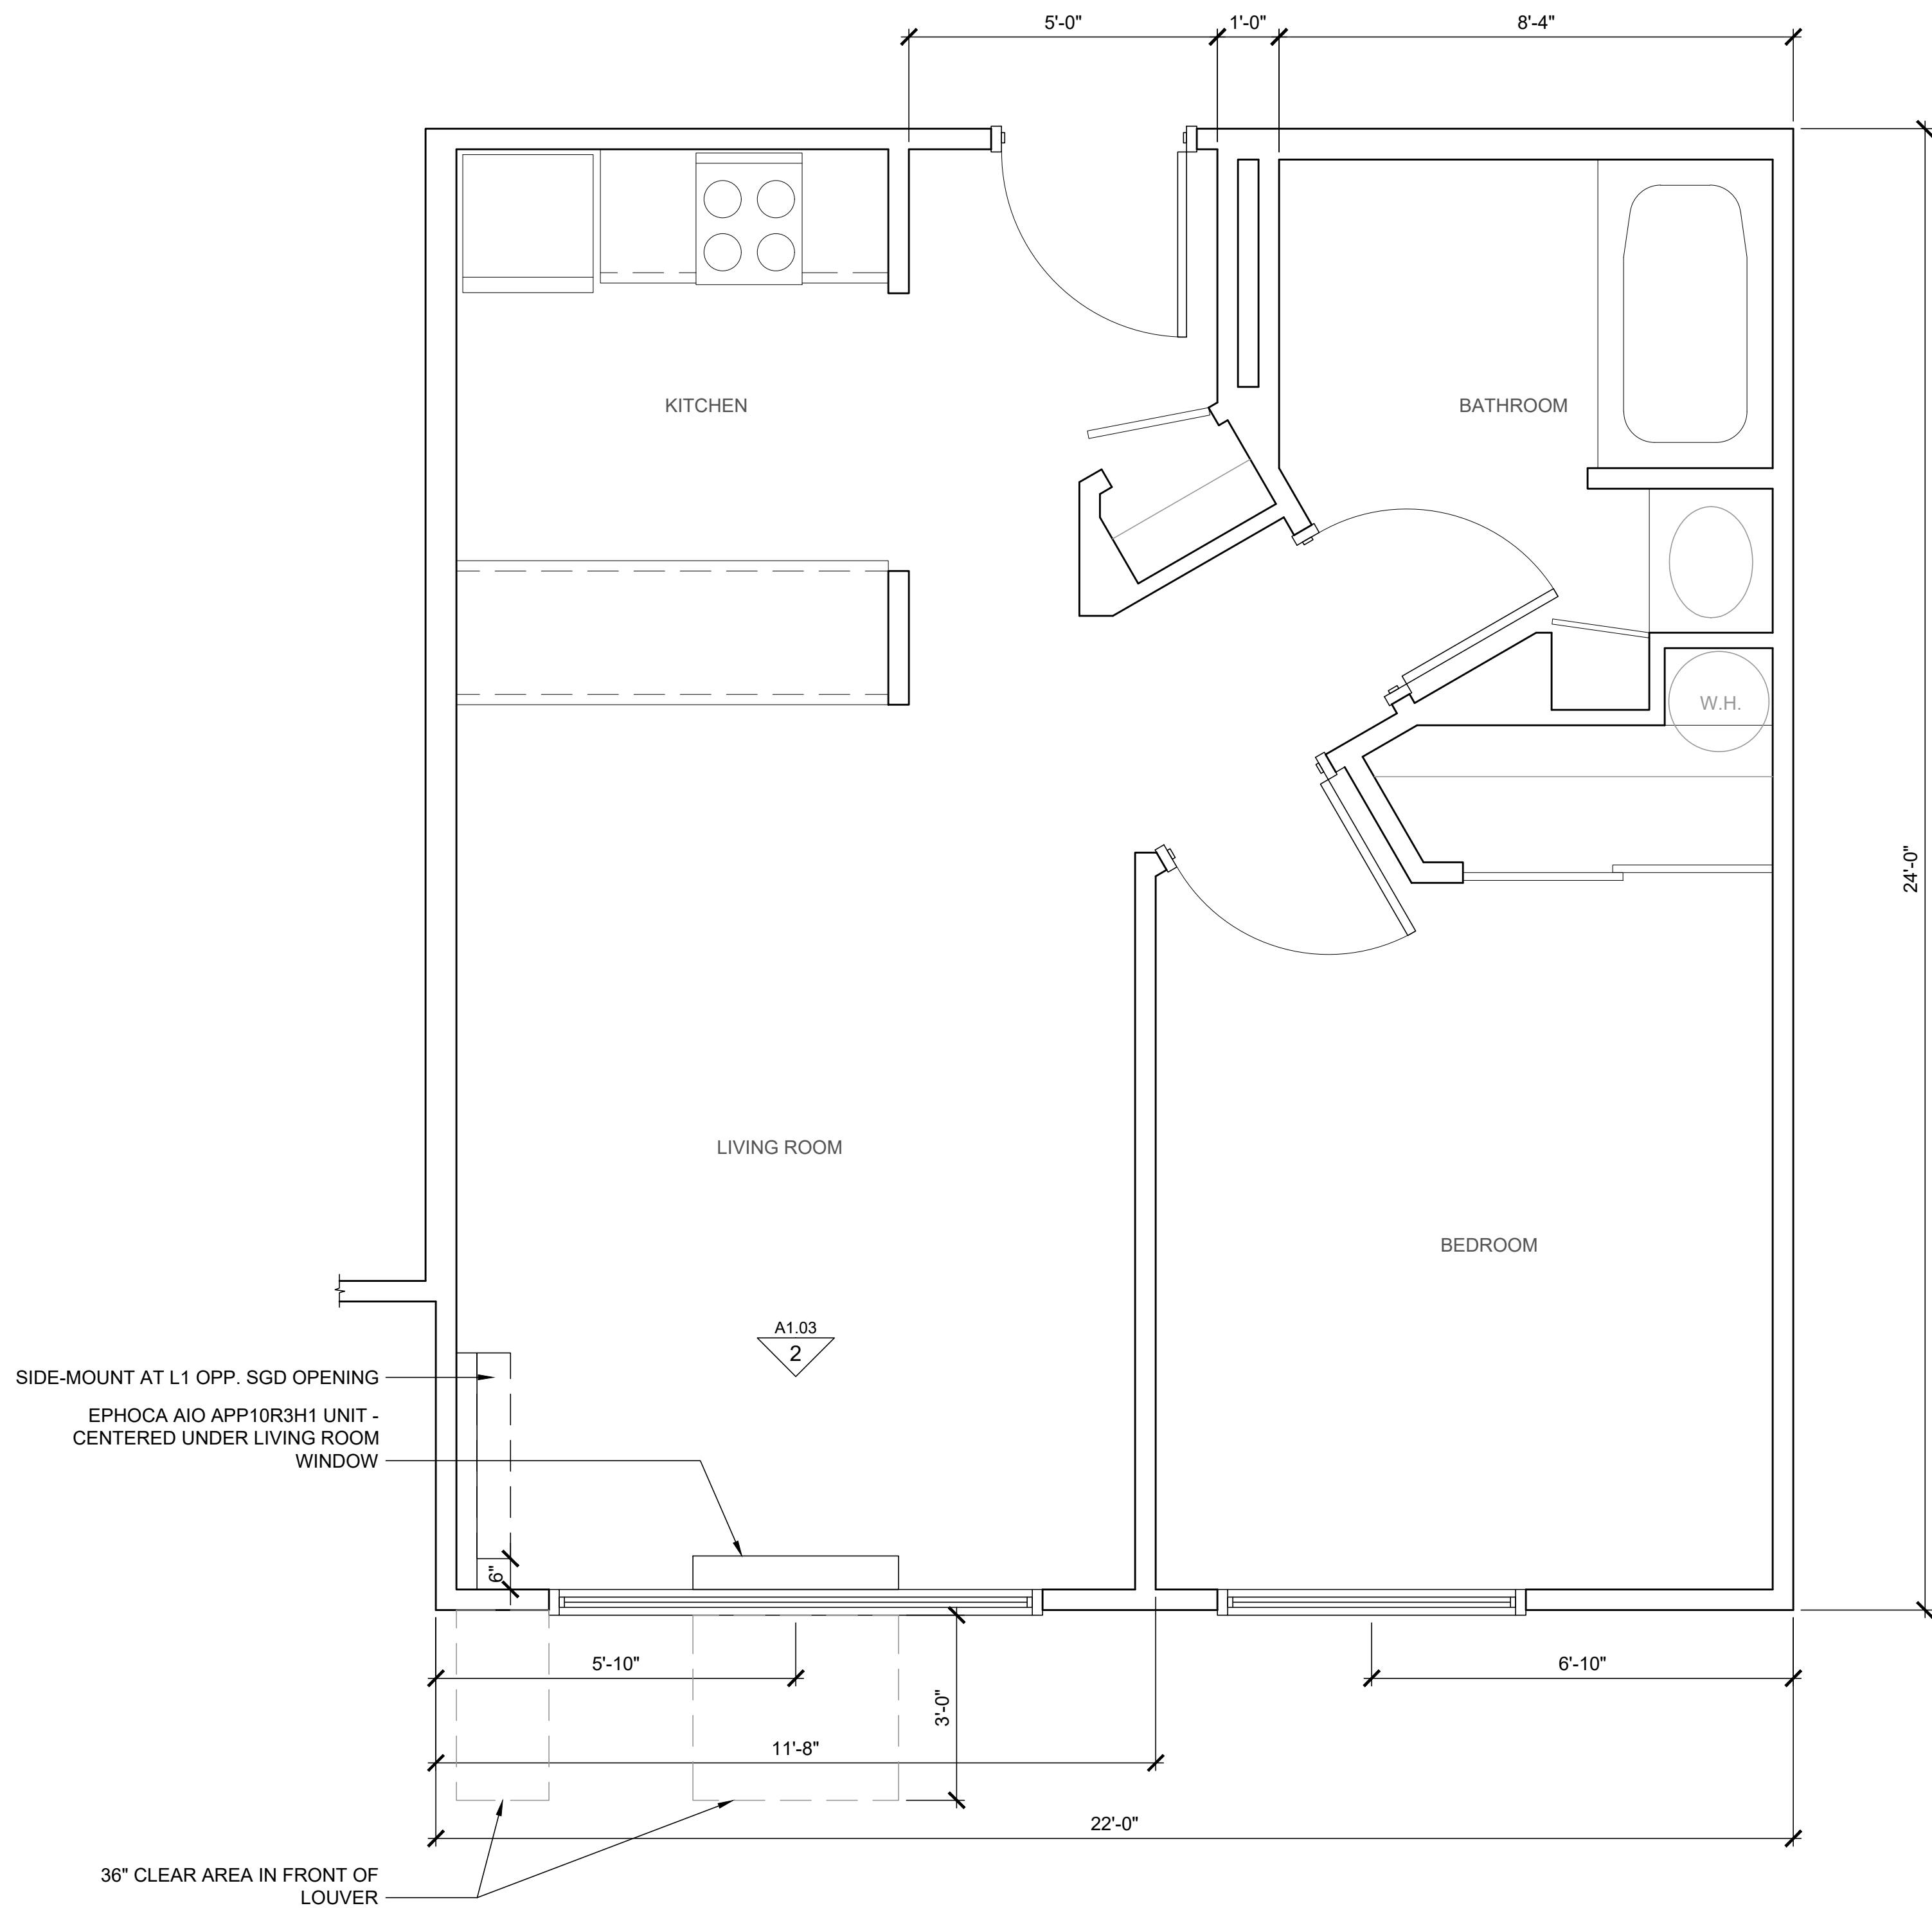 5'-0" 1'-0" 8'-4"
KITCHEN
BATHROOM
W.H.
24'-0"
LIVING ROOM
BEDROOM
A1.03
2
SIDE-MOUNT AT L1 OPP. SGD OPENING
EPHOCA AIO APP10R3H1 UNIT -
CENTERED UNDER LIVING ROOM
WINDOW
6"
5'-10"
6'-10"
3'-0"
11'-8"
22'-0"
36" CLEAR AREA IN FRONT OF
LOUVER